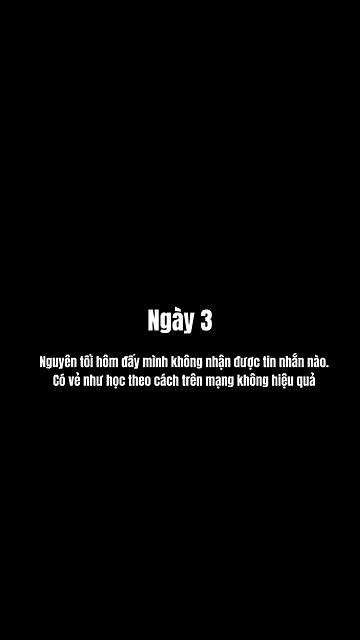 Ngày 3
Nguyên tối hôm đấy mình không nhận được tin nhắn nào.
Có vẻ như học theo cách trên mạng không hiệu quả